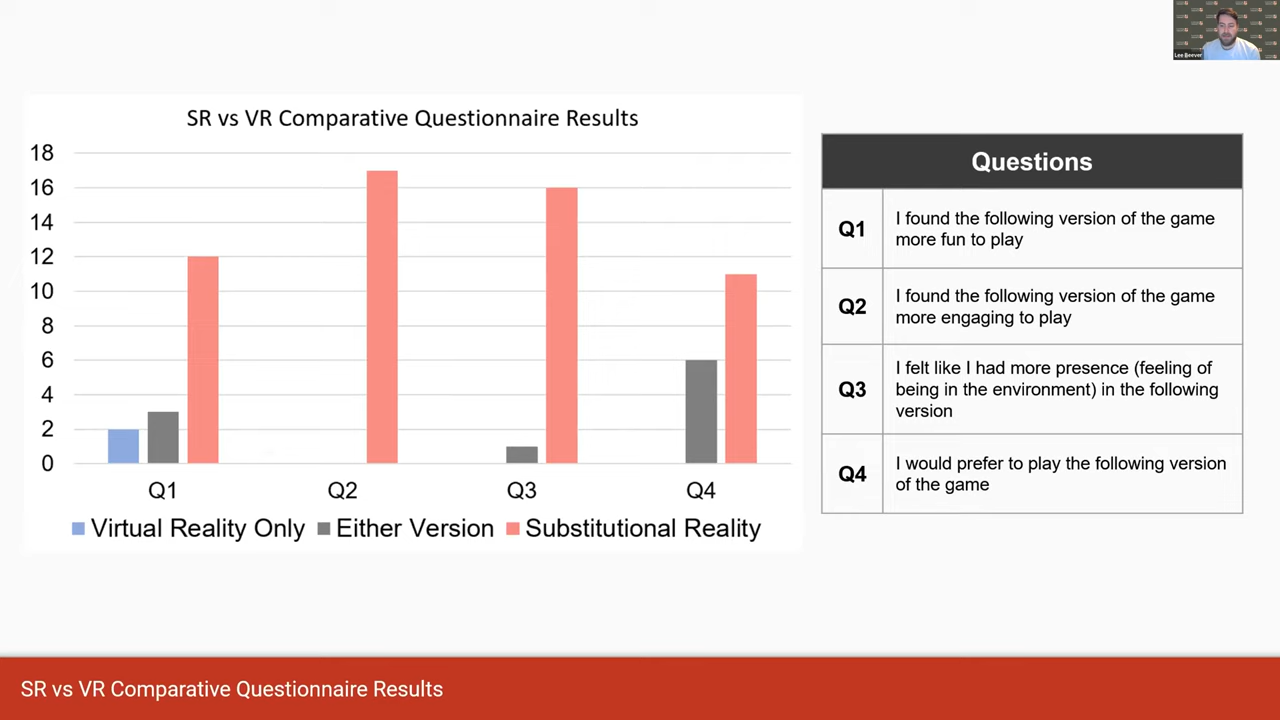 Lee Beever
SR vs VR Comparative Questionnaire Results
18
16
14
12
10
8
6
4
2
0
Q1 Q2 Q3 Q4
Virtual Reality Only Either Version Substitutional Reality
Questions
Q1
I found the following version of the game
more fun to play
Q2
I found the following version of the game
more engaging to play
Q3
I felt like I had more presence (feeling of
being in the environment) in the following
version
Q4
I would prefer to play the following version
of the game
SR vs VR Comparative Questionnaire Results